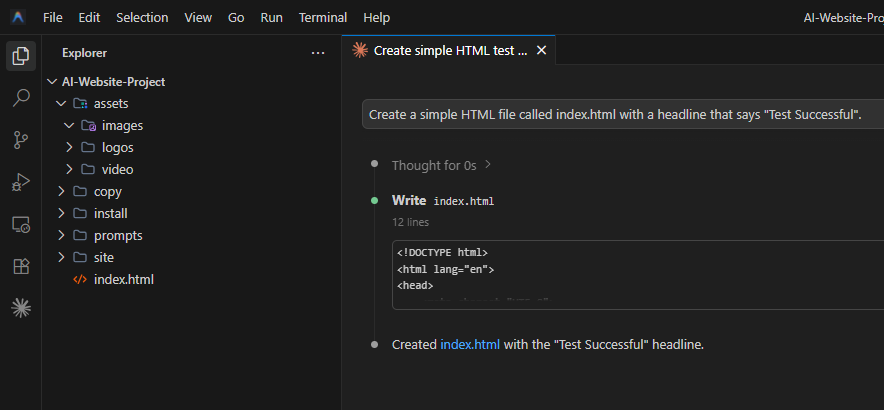 File Edit Selection View Go Run Terminal Help AI-Website-Pro
Explorer
AI-Website-Project
assets
images
logos
video
copy
install
prompts
site
index.html
Create simple HTML test ...
Create a simple HTML file called index.html with a headline that says "Test Successful".
Thought for 0s
Write index.html
12 lines
<!DOCTYPE html>
<html lang="en">
<head>
Created index.html with the "Test Successful" headline.